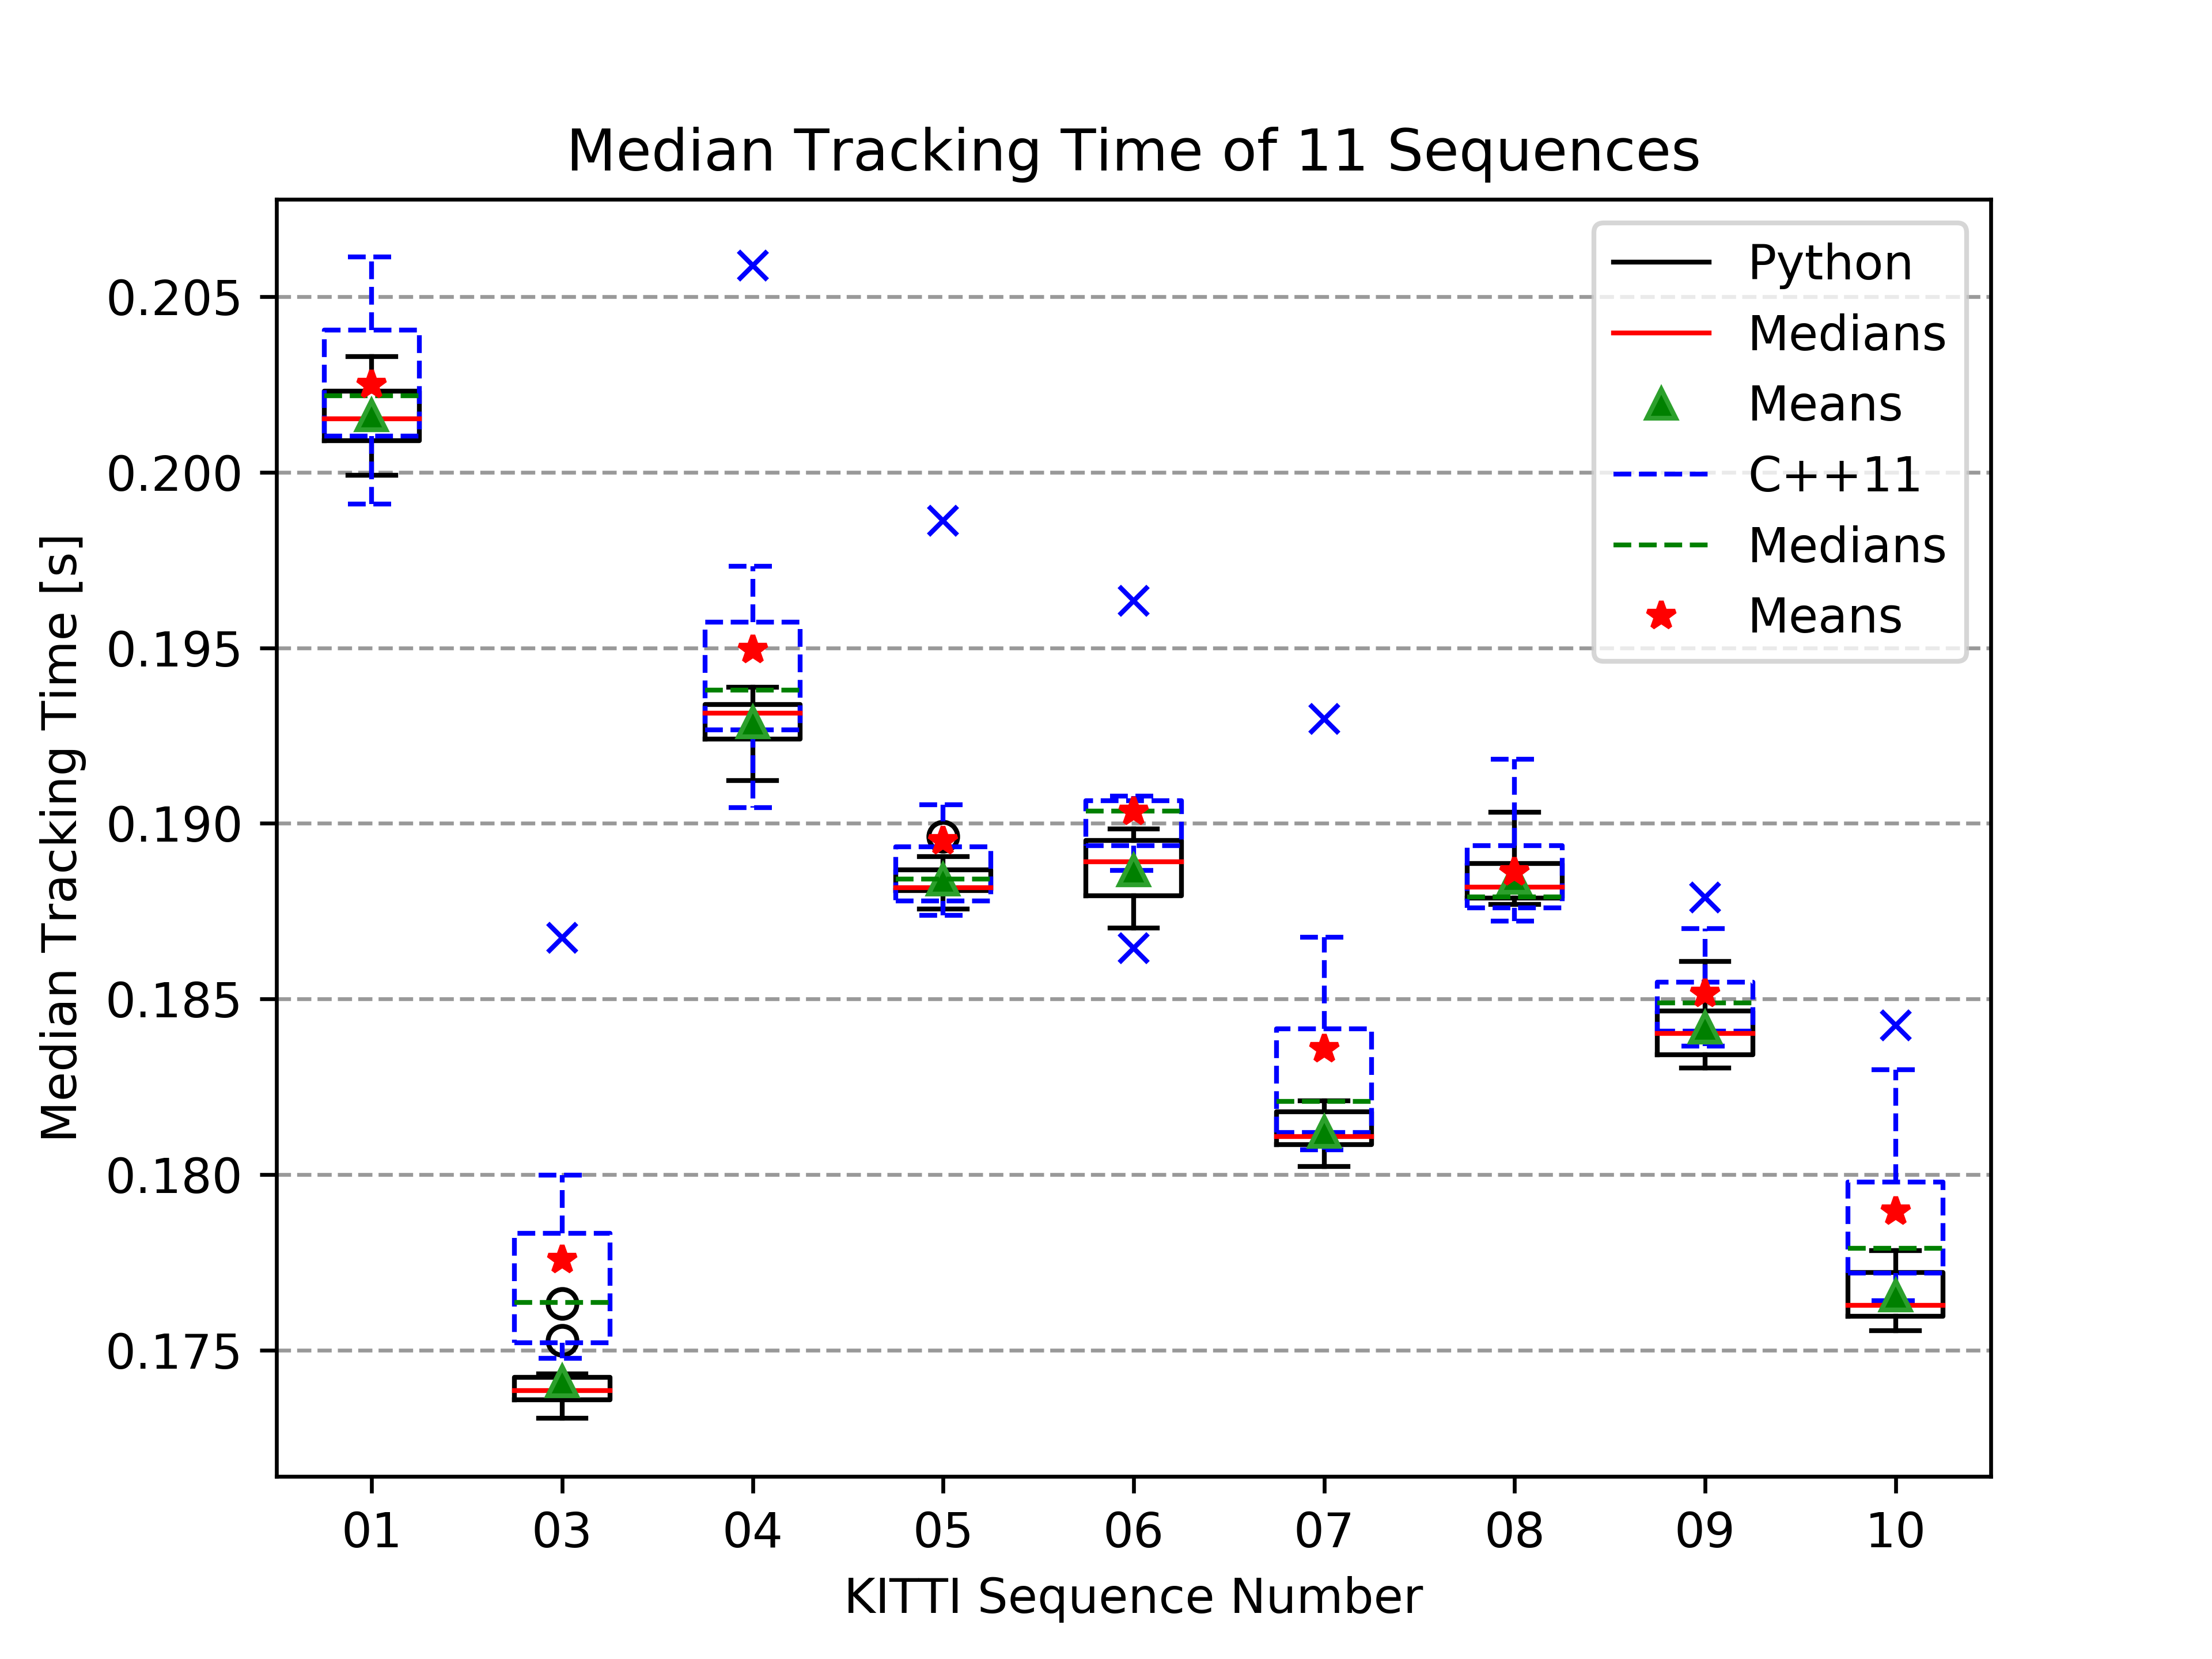 Median Tracking Time of 11 Sequences
Median Tracking Time [s]
0.205
0.200
0.195
0.190
0.185
0.180
0.175
Python
Medians
Means
C++11
Medians
Means
01 03 04 05 06 07 08 09 10
KITTI Sequence Number